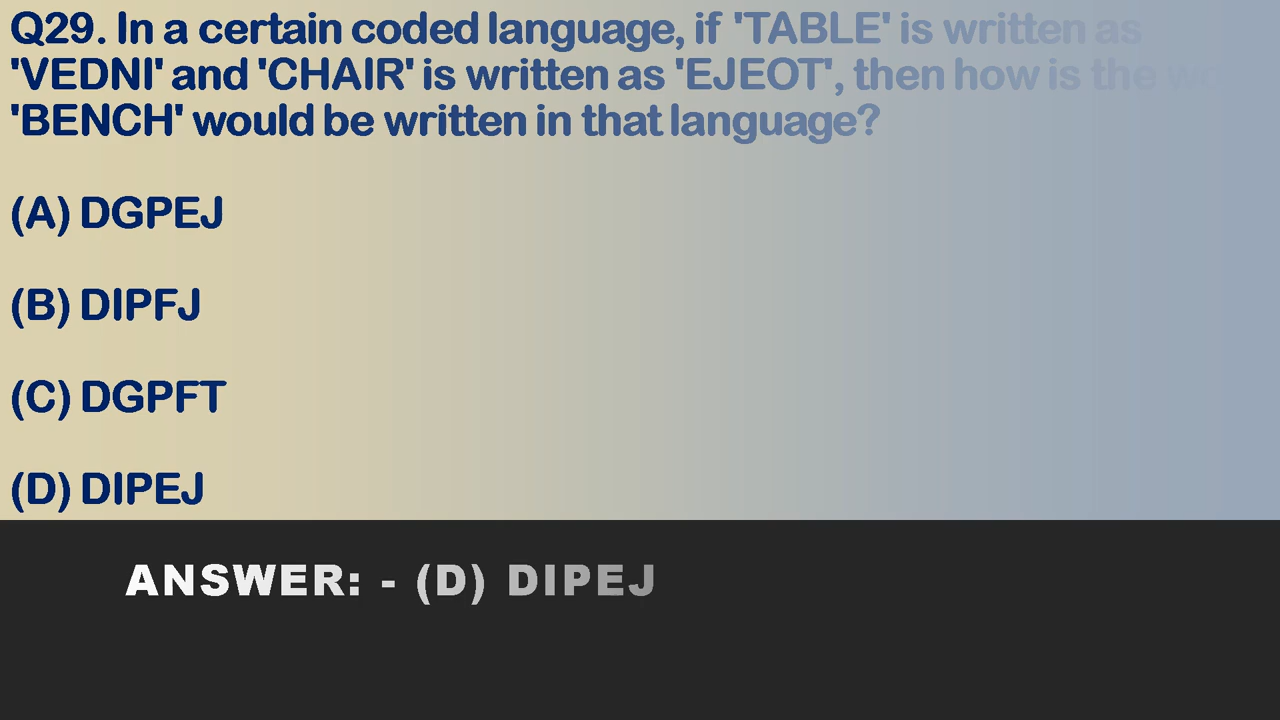 Q29. In a certain coded language, if 'TABLE' is written as
'VEDNI' and 'CHAIR' is written as 'EJEOT', then how is the
'BENCH' would be written in that language?
(A) DGPEJ
(B) DIPFJ
(C) DGPFT
(D) DIPEJ
ANSWER: - (D) DIPEJ